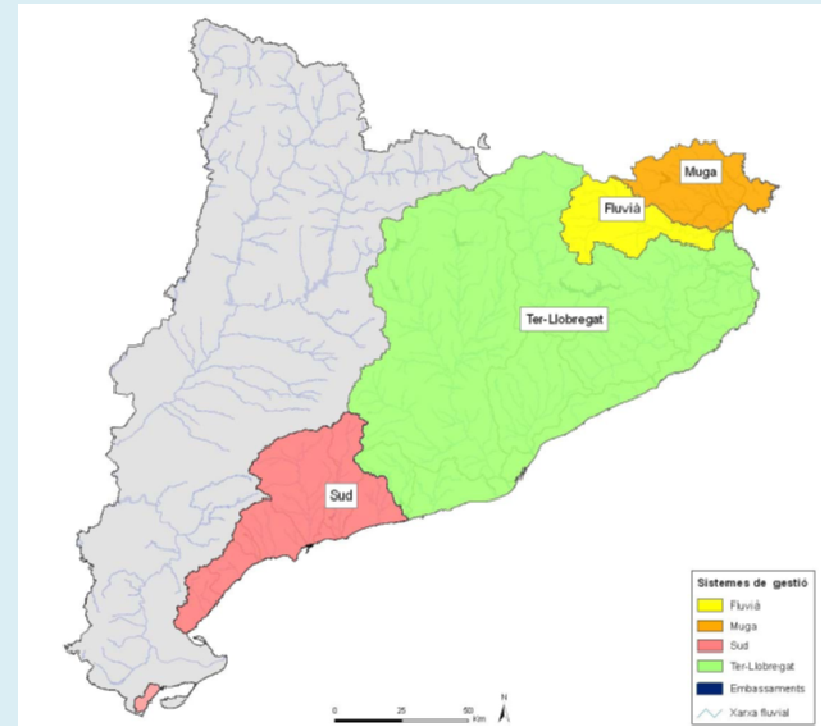 Muga
Fluvià
Ter-Llobregat
Sud
Sistemes de gestió
Fluvià
Muga
Sud
Ter-Llobregat
Embassaments
Xarxa fluvial
0 25 50
Km
N